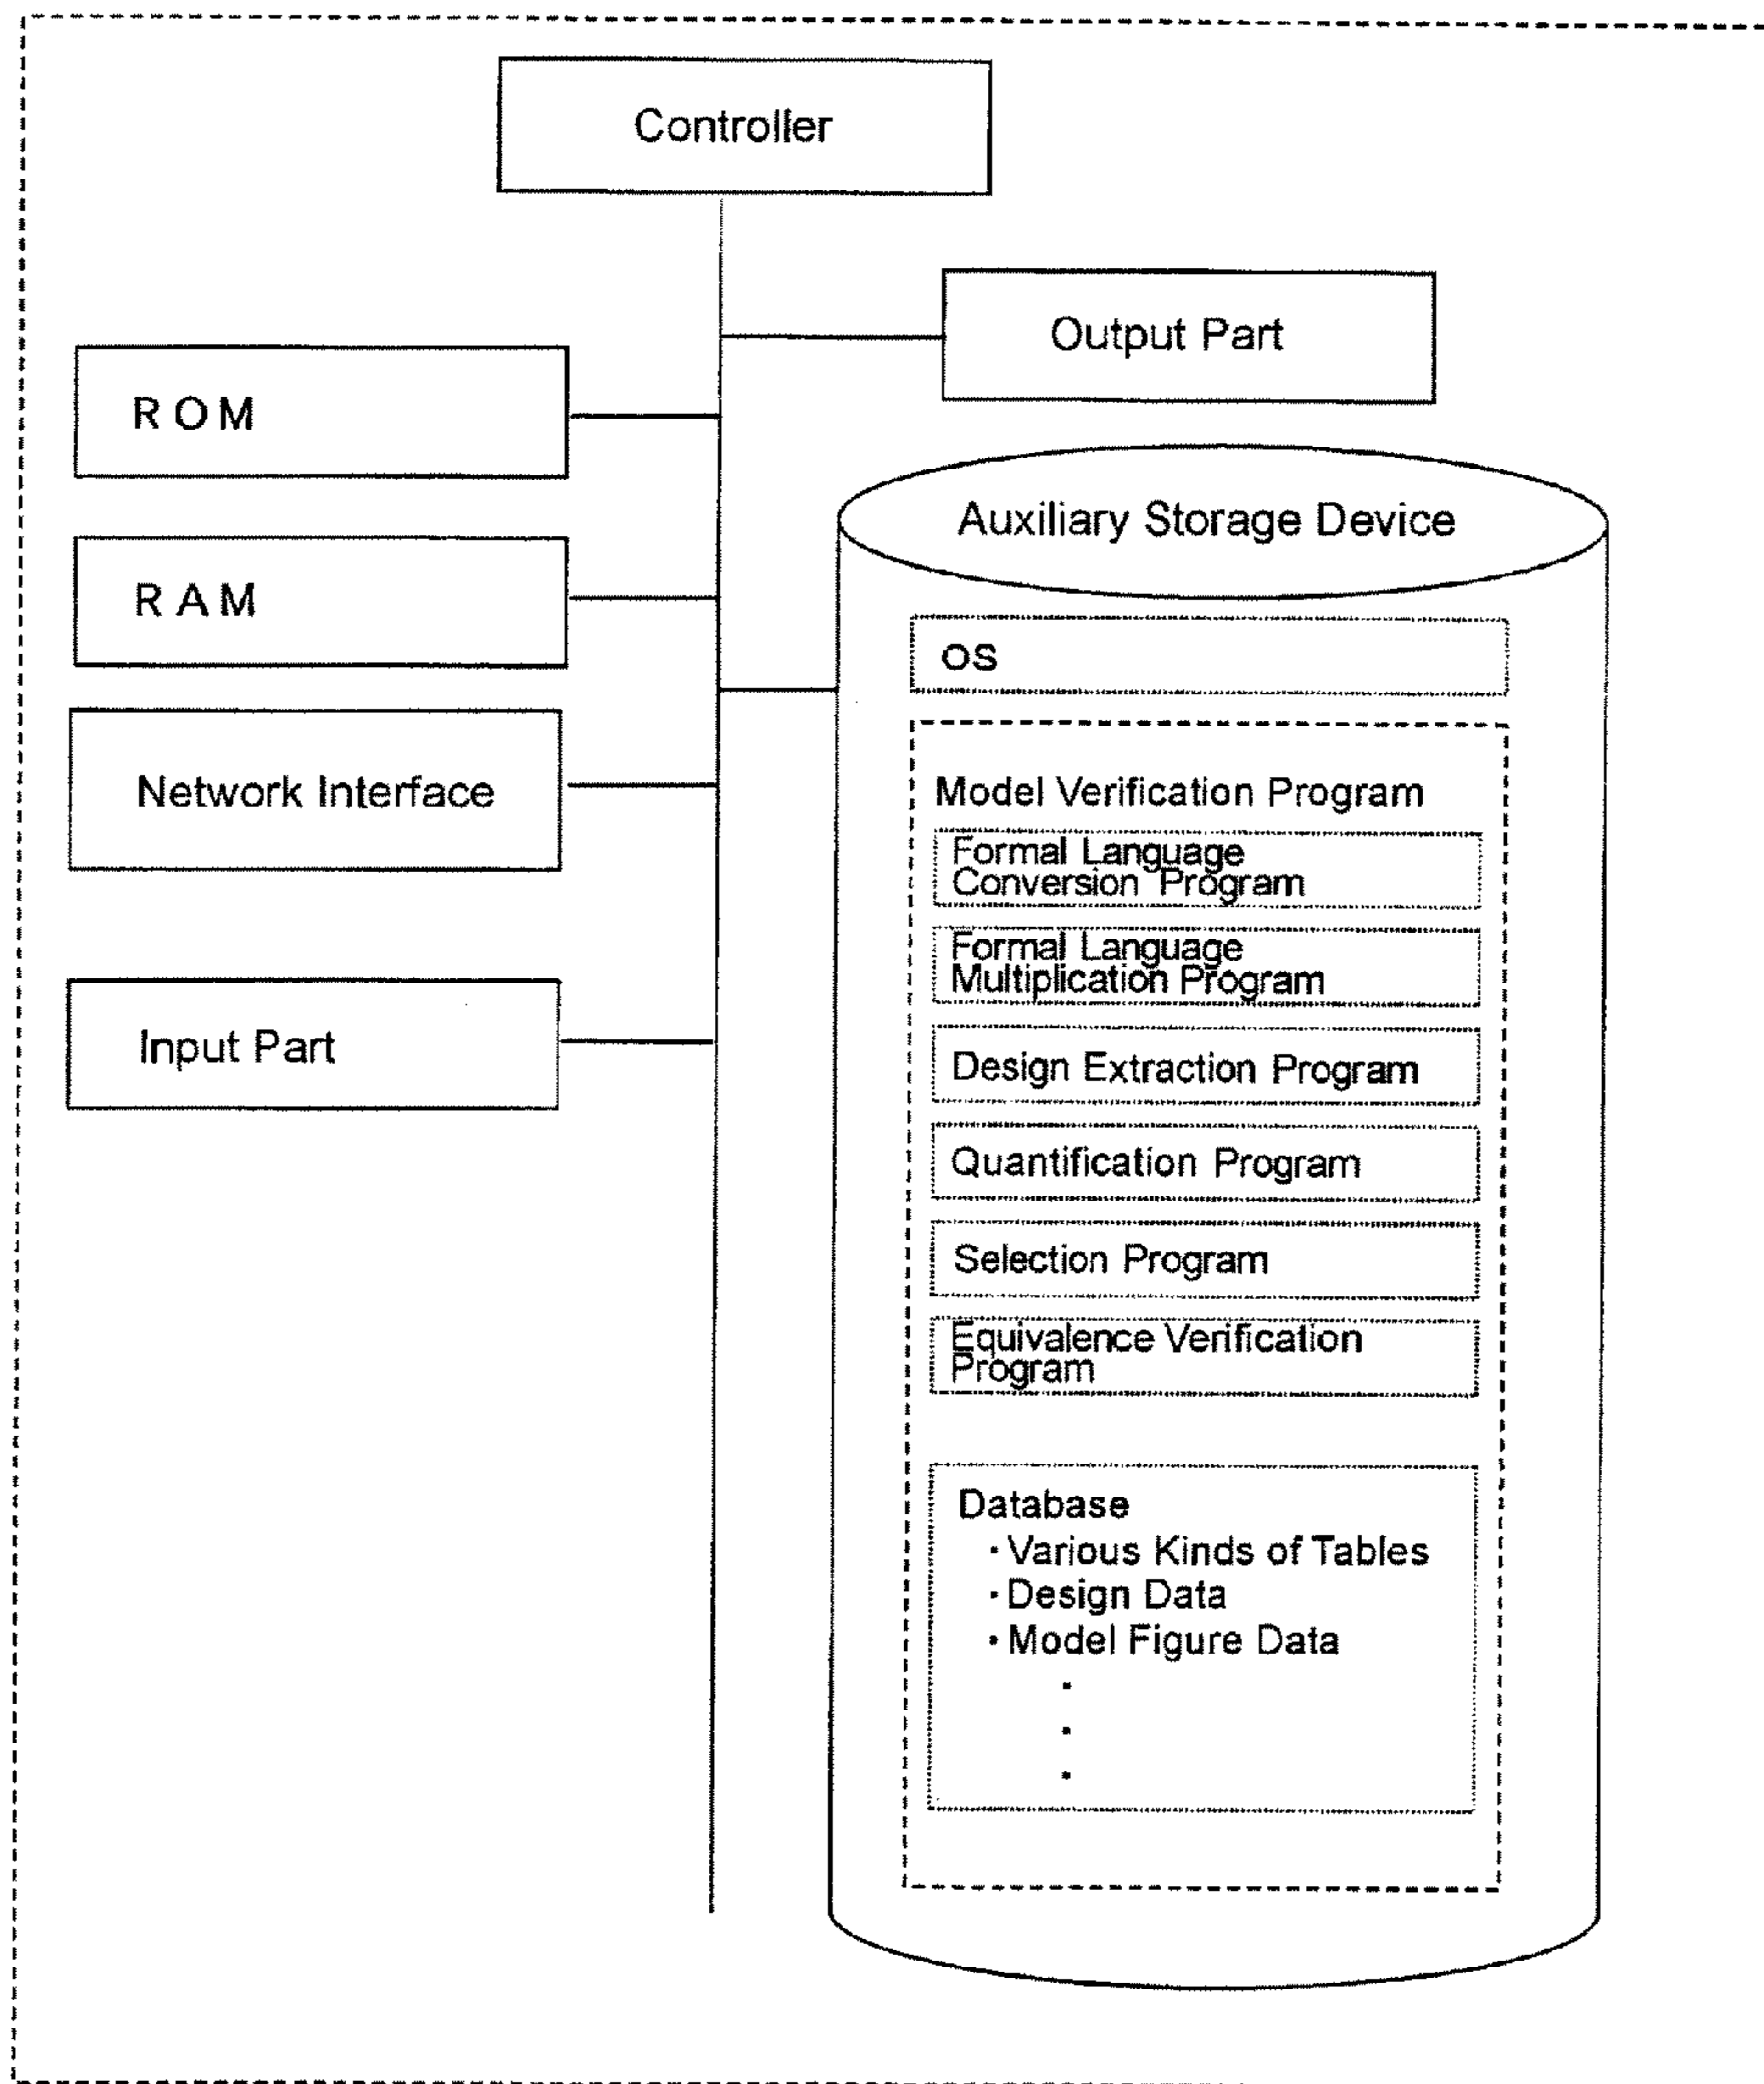 Controller
Output Part
ROM
RAM
Network Interface
Input Part
Auxiliary Storage Device
OS
Model Verification Program
Formal Language
Conversion Program
Formal Language
Multiplication Program
Design Extraction Program
Quantification Program
Selection Program
Equivalence Verification
Program
Database
・Various Kinds of Tables
・Design Data
・Model Figure Data
・
・
・